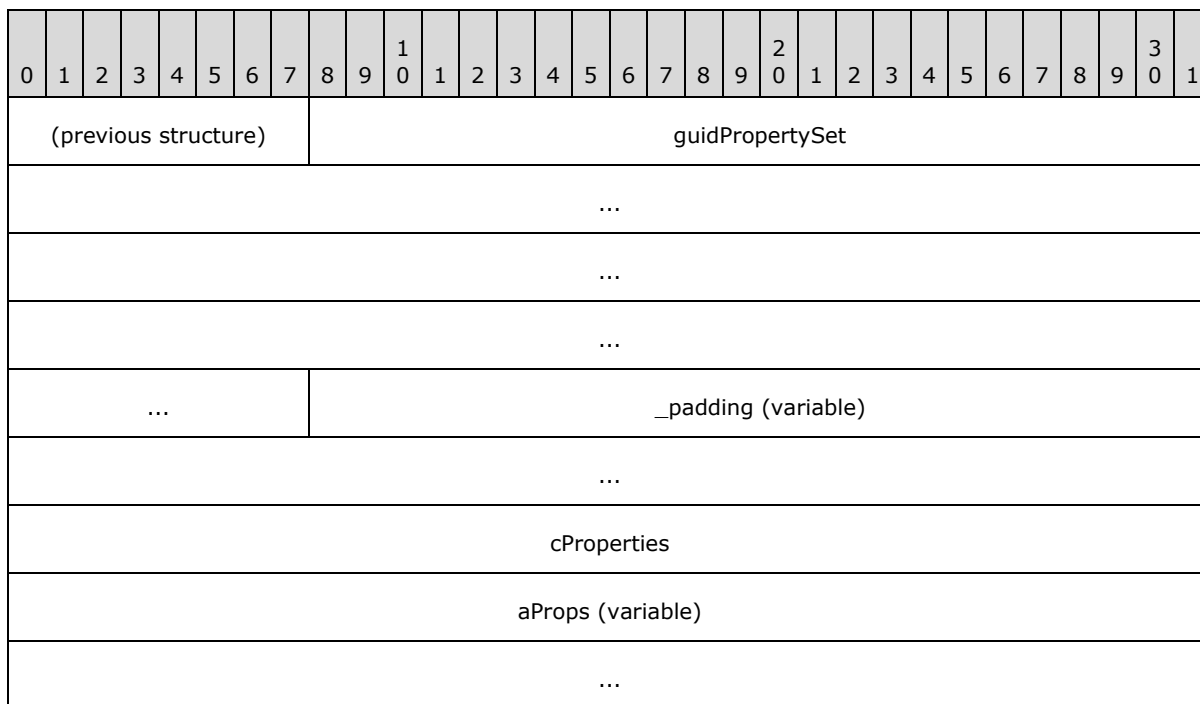 0 1 2 3 4 5 6 7 8 9 1 0 1 2 3 4 5 6 7 8 9 2 0 1 2 3 4 5 6 7 8 9 3 0 1
(previous structure) guidPropertySet
...
...
...
... _padding (variable)
...
cProperties
aProps (variable)
...